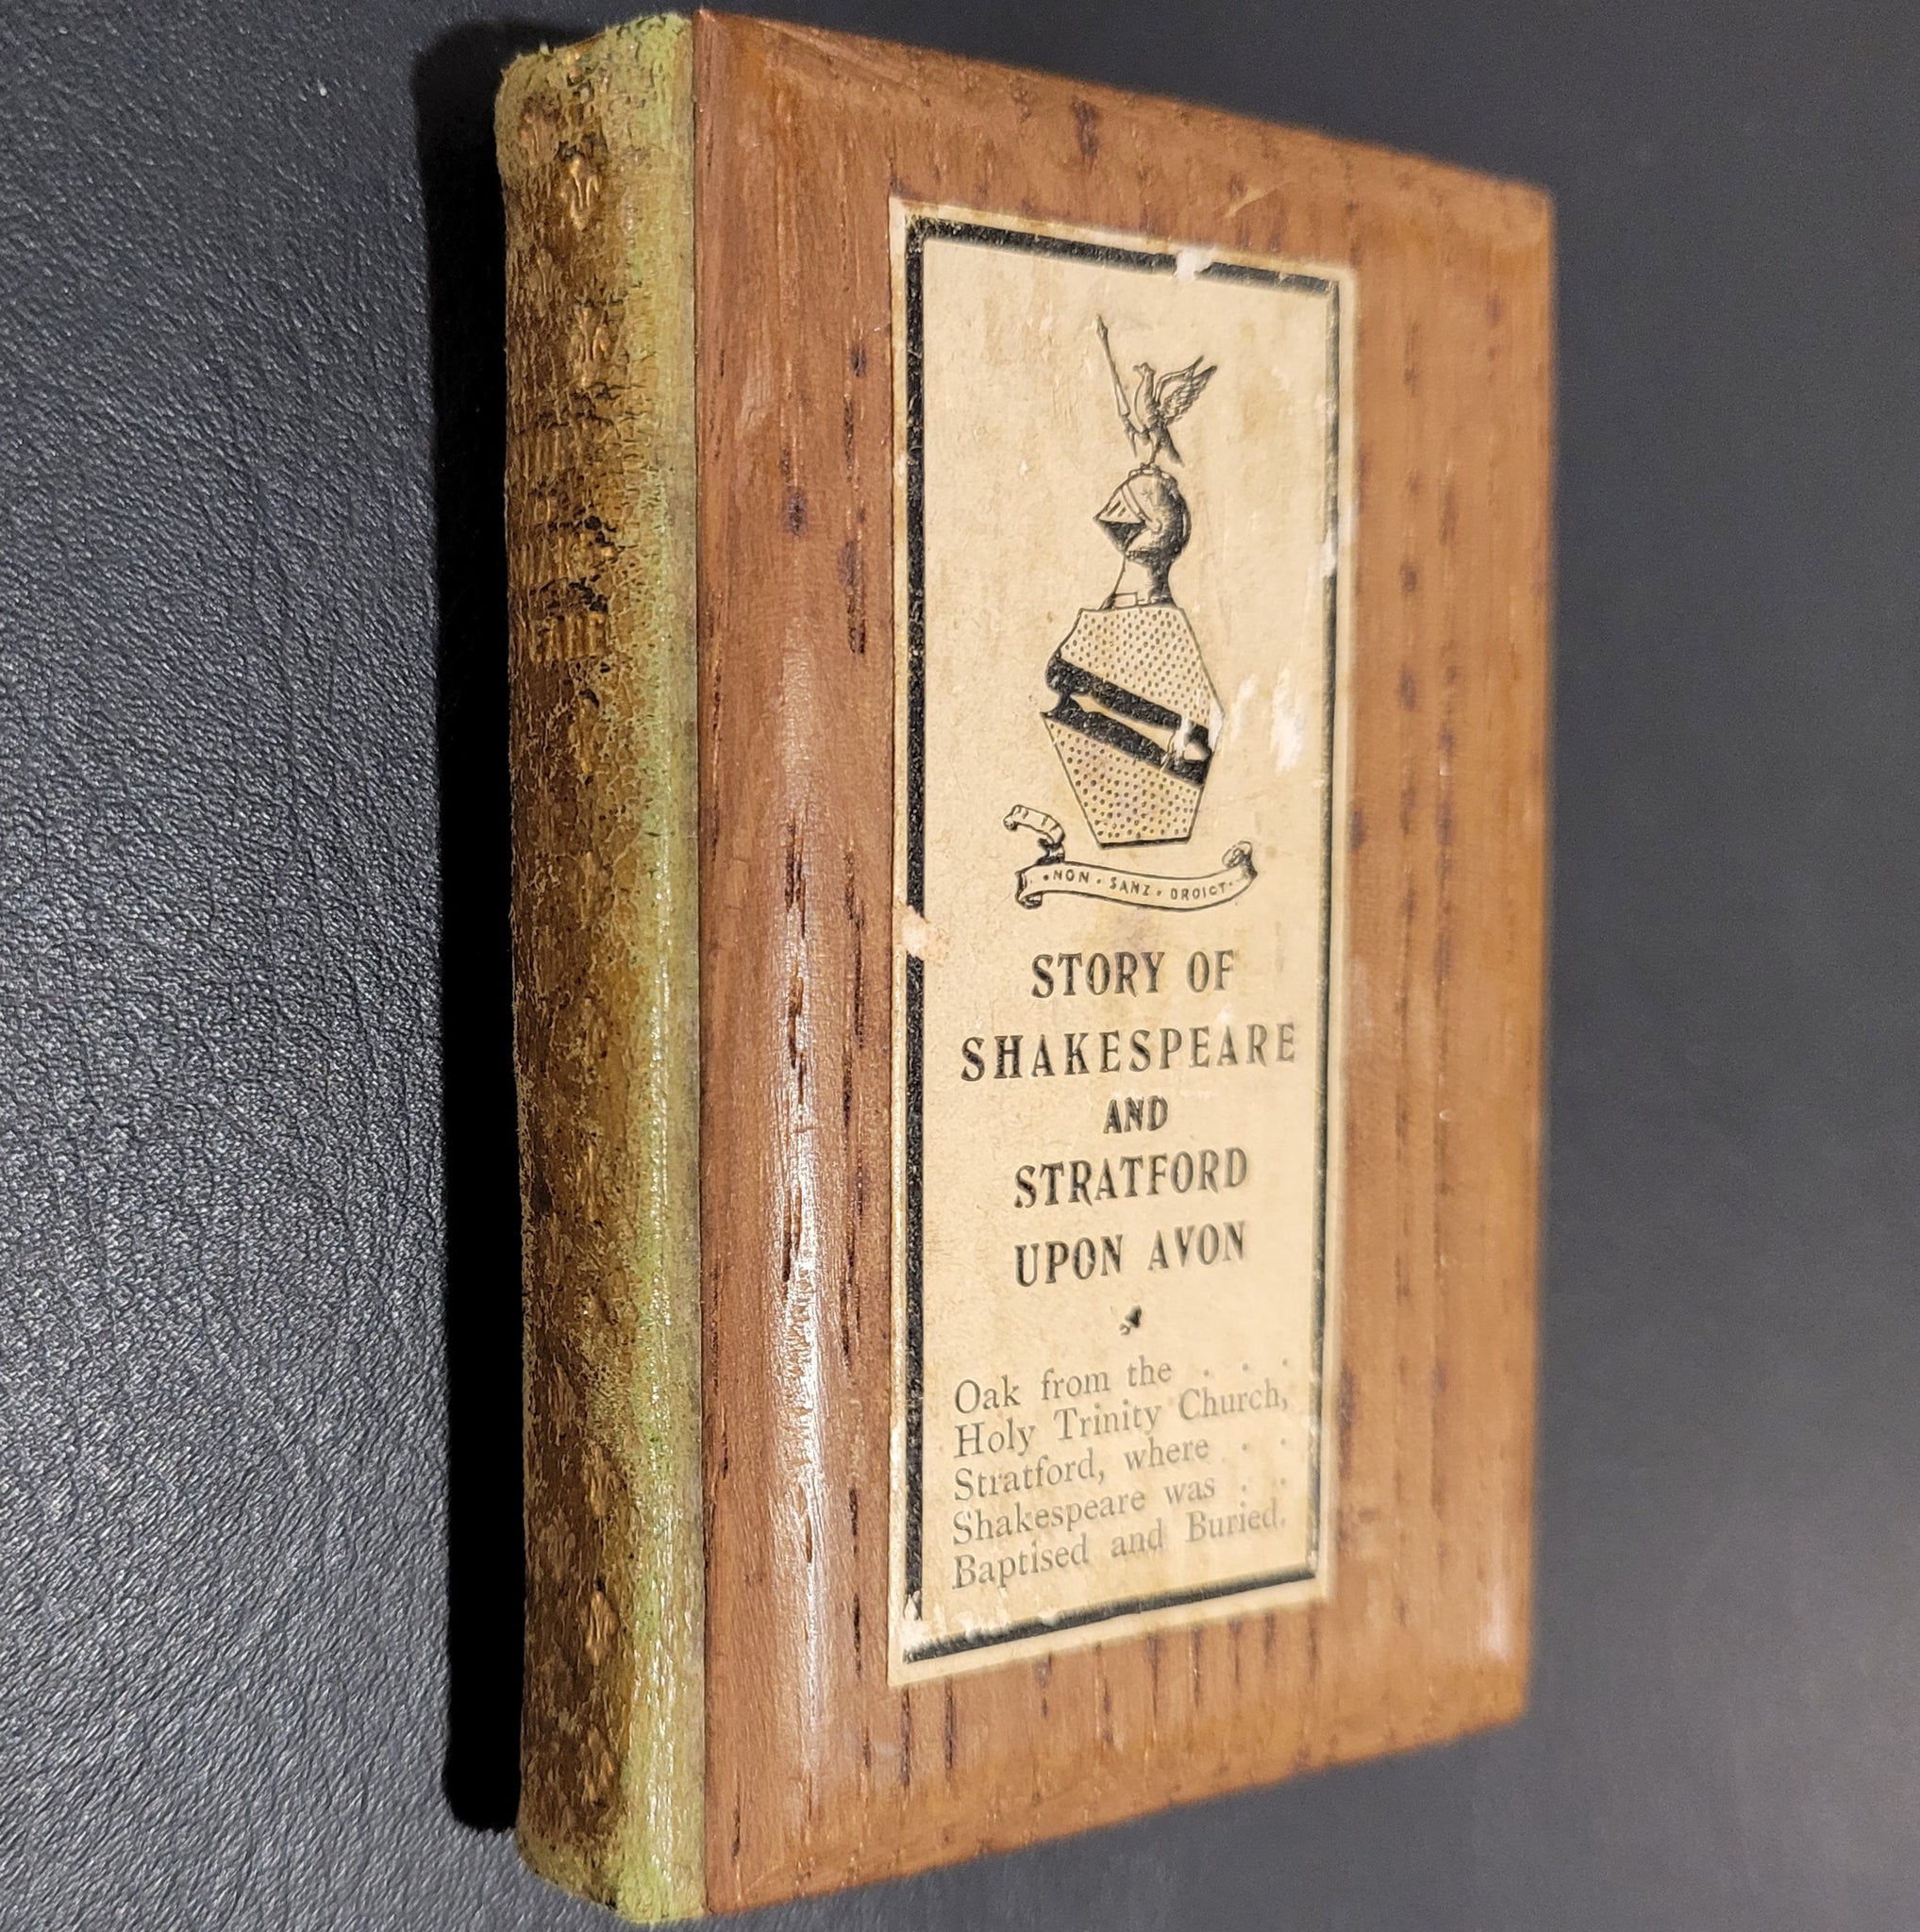 ·NON·SANZ·DROICT·
STORY OF
SHAKESPEARE
AND
STRATFORD
UPON AVON
Oak from the . . .
Holy Trinity Church,
Stratford, where . .
Shakespeare was . .
Baptised and Buried.